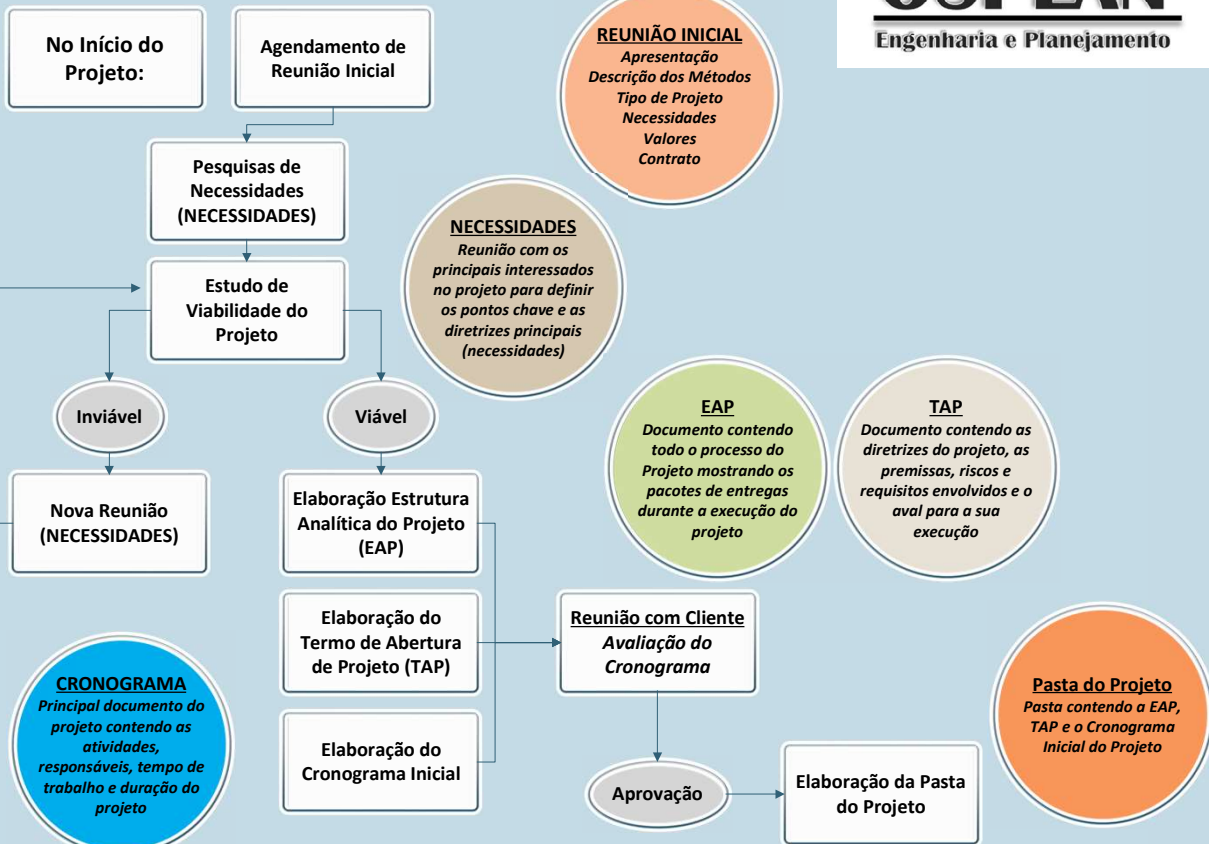 No Início do
Projeto:
Agendamento de
Reunião Inicial
REUNIÃO INICIAL
Apresentação
Descrição dos Métodos
Tipo de Projeto
Necessidades
Valores
Contrato
Engenharia e Planejamento
Pesquisas de
Necessidades
(NECESSIDADES)
NECESSIDADES
Reunião com os
principais interessados
no projeto para definir
os pontos chave e as
diretrizes principais
(necessidades)
Estudo de
Viabilidade do
Projeto
Inviável
Viável
EAP
Documento contendo
todo o processo do
Projeto mostrando os
pacotes de entregas
durante a execução do
projeto
TAP
Documento contendo as
diretrizes do projeto, as
premissas, riscos e
requisitos envolvidos e o
aval para a sua
execução
Nova Reunião
(NECESSIDADES)
Elaboração Estrutura
Analítica do Projeto
(EAP)
Elaboração do
Termo de Abertura
de Projeto (TAP)
Reunião com Cliente
Avaliação do
Cronograma
CRONOGRAMA
Principal documento do
projeto contendo as
atividades,
responsáveis, tempo de
trabalho e duração do
projeto
Elaboração do
Cronograma Inicial
Aprovação
Elaboração da Pasta
do Projeto
Pasta do Projeto
Pasta contendo a EAP,
TAP e o Cronograma
Inicial do Projeto